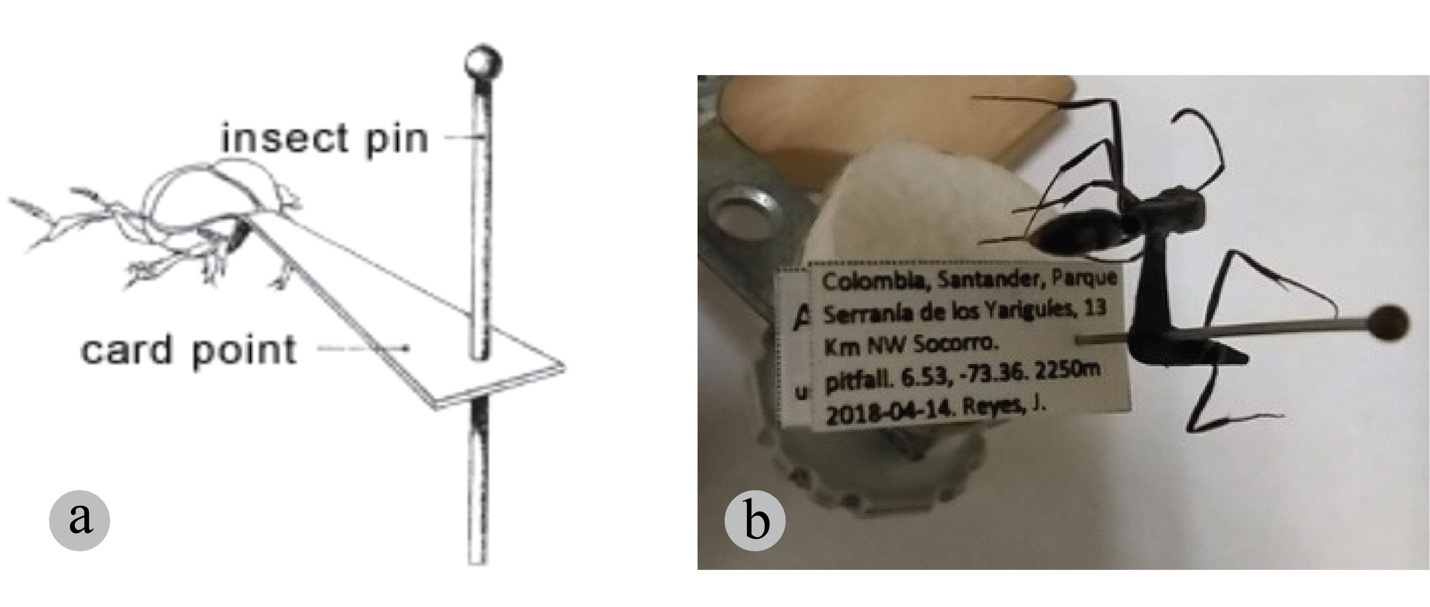 insect pin
card point
a
Colombia, Santander, Parque
Serranía de los Yariguíes, 13
Km NW Socorro.
pitfall. 6.53, -73.36. 2250m
2018-04-14. Reyes, J.
A
u
b